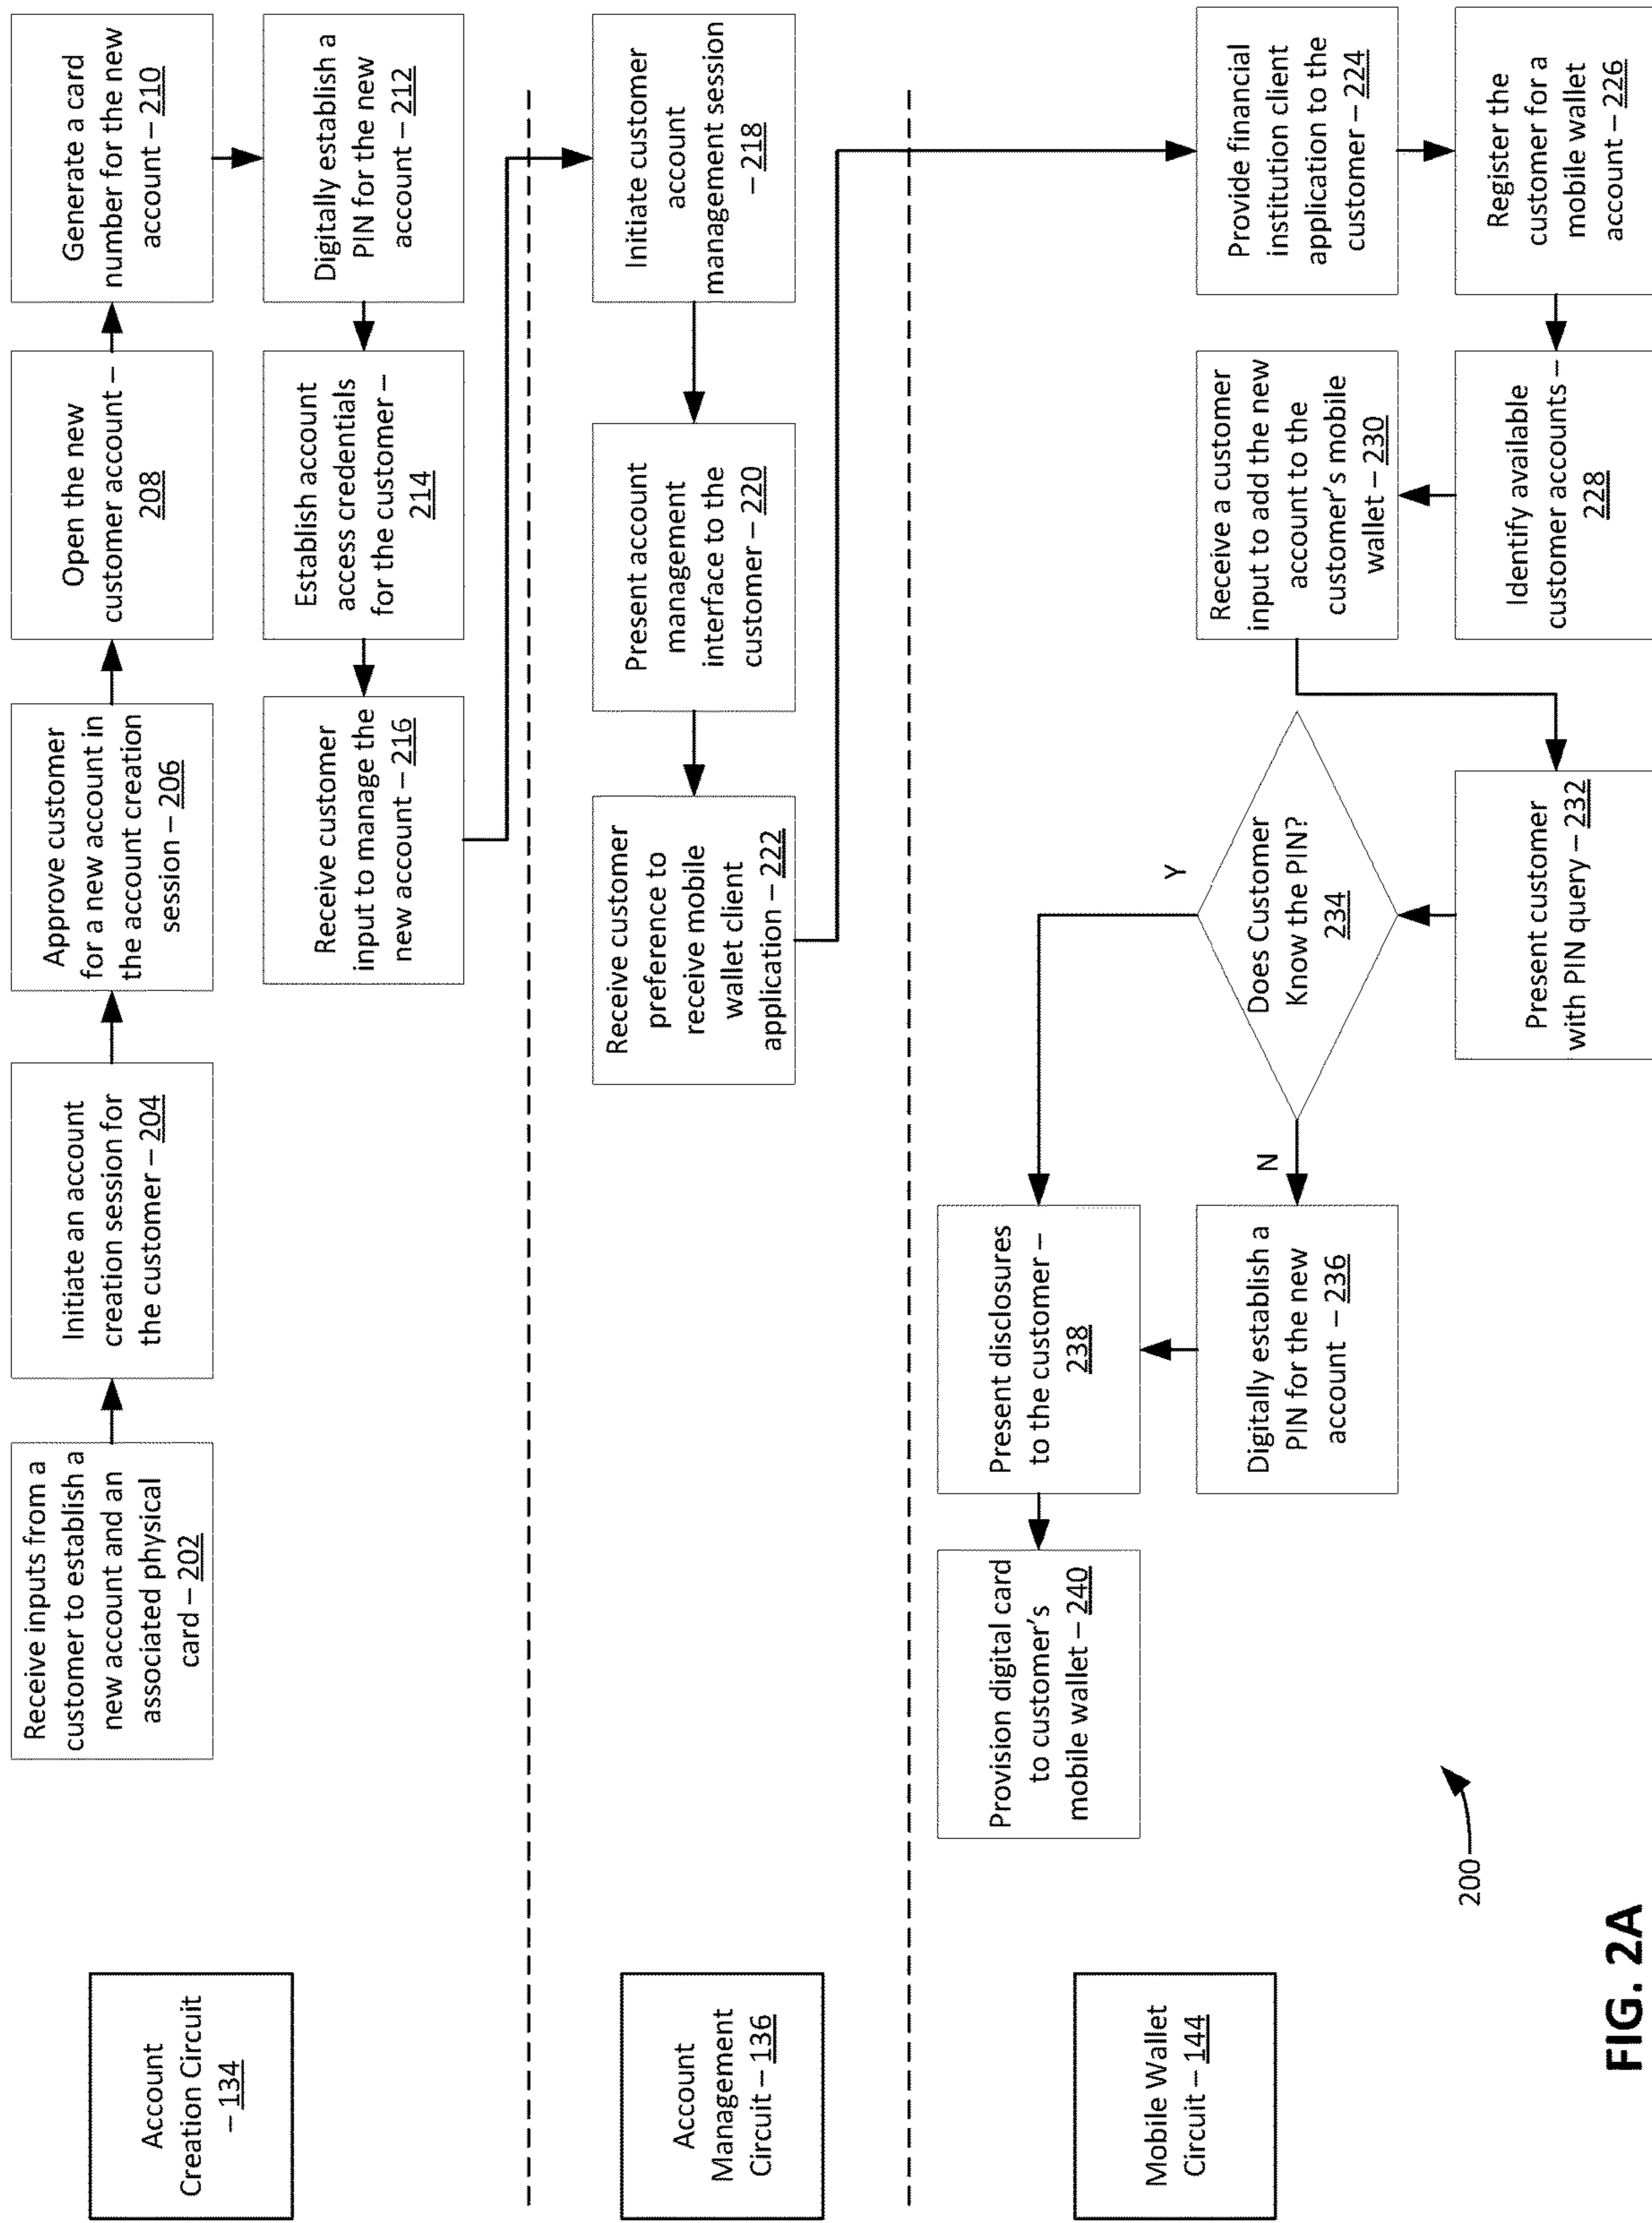 Account
Creation Circuit
– 134
Receive inputs from a
customer to establish a
new account and an
associated physical
card – 202
Initiate an account
creation session for
the customer – 204
Approve customer
for a new account in
the account creation
session – 206
Open the new
customer account –
208
Generate a card
number for the new
account – 210
Digitally establish a
PIN for the new
account – 212
Establish account
access credentials
for the customer –
214
Receive customer
input to manage the
new account – 216
Account
Management
Circuit – 136
Initiate customer
account
management session
– 218
Present account
management
interface to the
customer – 220
Receive customer
preference to
receive mobile
wallet client
application – 222
Mobile Wallet
Circuit – 144
Provide financial
institution client
application to the
customer – 224
Register the
customer for a
mobile wallet
account – 226
Identify available
customer accounts –
228
Receive a customer
input to add the new
account to the
customer's mobile
wallet – 230
Present customer
with PIN query – 232
Does Customer
Know the PIN?
234
Y
N
Digitally establish a
PIN for the new
account – 236
Present disclosures
to the customer –
238
Provision digital card
to customer's
mobile wallet – 240
200
FIG. 2A